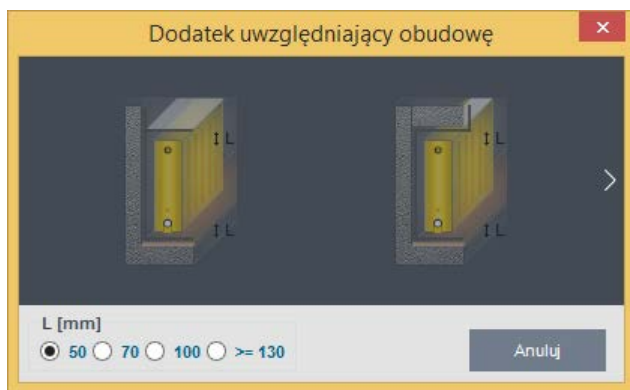 Dodatek uwzględniający obudowę
L L
L L
L [mm]
50 70 100 >= 130 Anuluj